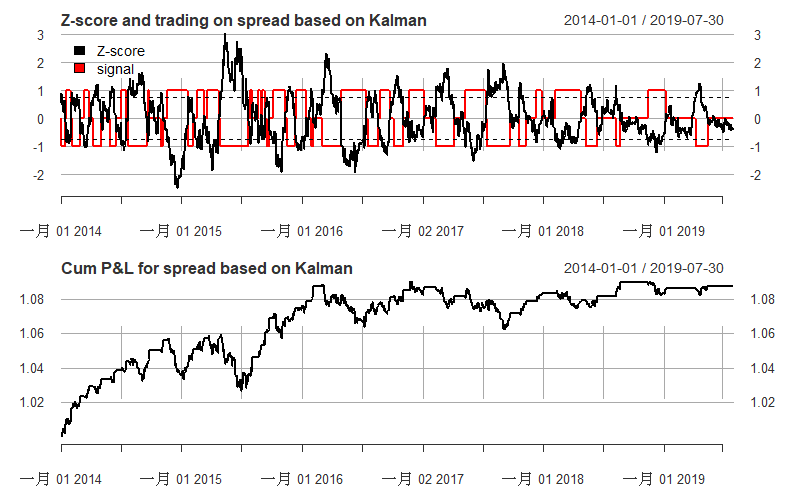 Z-score and trading on spread based on Kalman 2014-01-01 / 2019-07-30
3 3
Z-score
2 2
signal
1 1
0 0
-1 -1
-2 -2
一月 01 2014 一月 01 2015 一月 01 2016 一月 02 2017 一月 01 2018 一月 01 2019
Cum P&L for spread based on Kalman 2014-01-01 / 2019-07-30
1.08 1.08
1.06 1.06
1.04 1.04
1.02 1.02
一月 01 2014 一月 01 2015 一月 01 2016 一月 02 2017 一月 01 2018 一月 01 2019